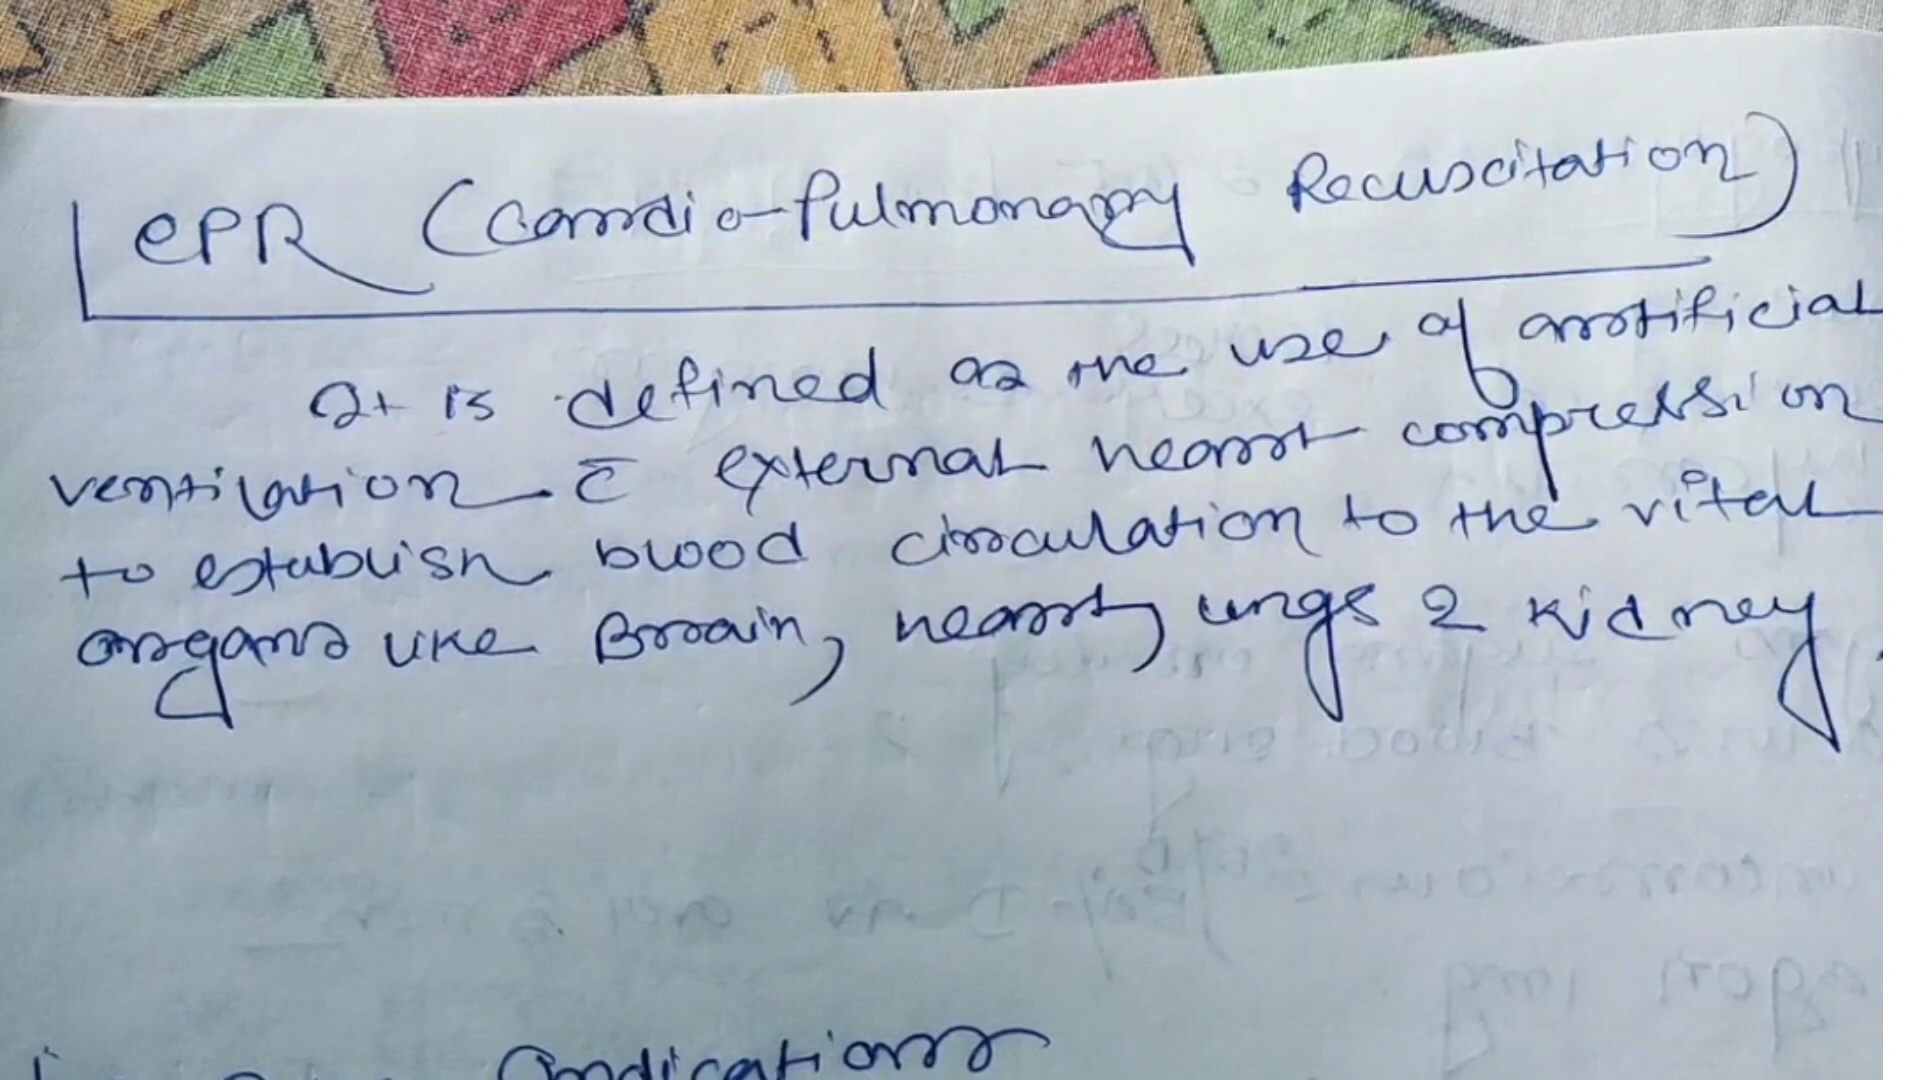 CPR (Cardio-Pulmonary Recuscitation)
It is defined as the use of artificial
ventilation c̄ external heart compression
to establish blood circulation to the vital
organs like Brain, heart, lungs & kidney.
Indications